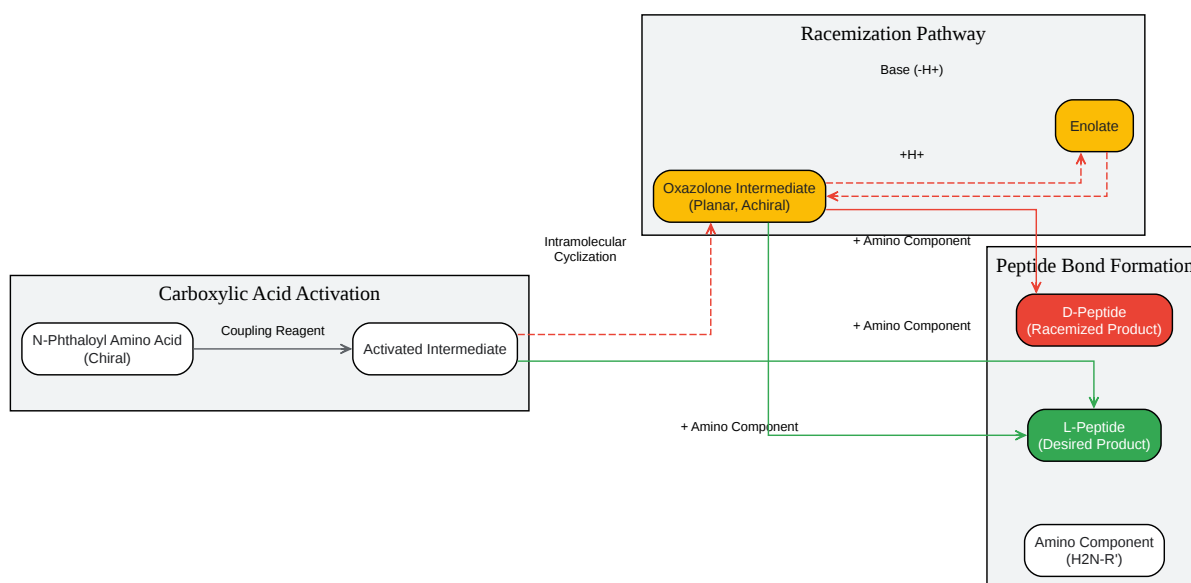 Racemization Pathway
Base (-H+)
Enolate
+H+
Oxazolone Intermediate
(Planar, Achiral)
+ Amino Component
Intramolecular
Cyclization
Peptide Bond Formation
Carboxylic Acid Activation
D-Peptide
(Racemized Product)
N-Phthaloyl Amino Acid
(Chiral)
Coupling Reagent
Activated Intermediate
+ Amino Component
L-Peptide
(Desired Product)
+ Amino Component
Amino Component
(H2N-R')